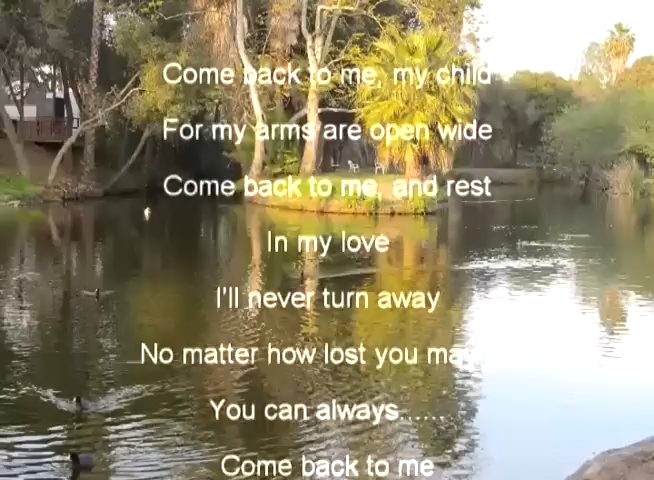 Come back to me, my child
For my arms are open wide
Come back to me, and rest
In my love
I'll never turn away
No matter how lost you may
You can always......
Come back to me